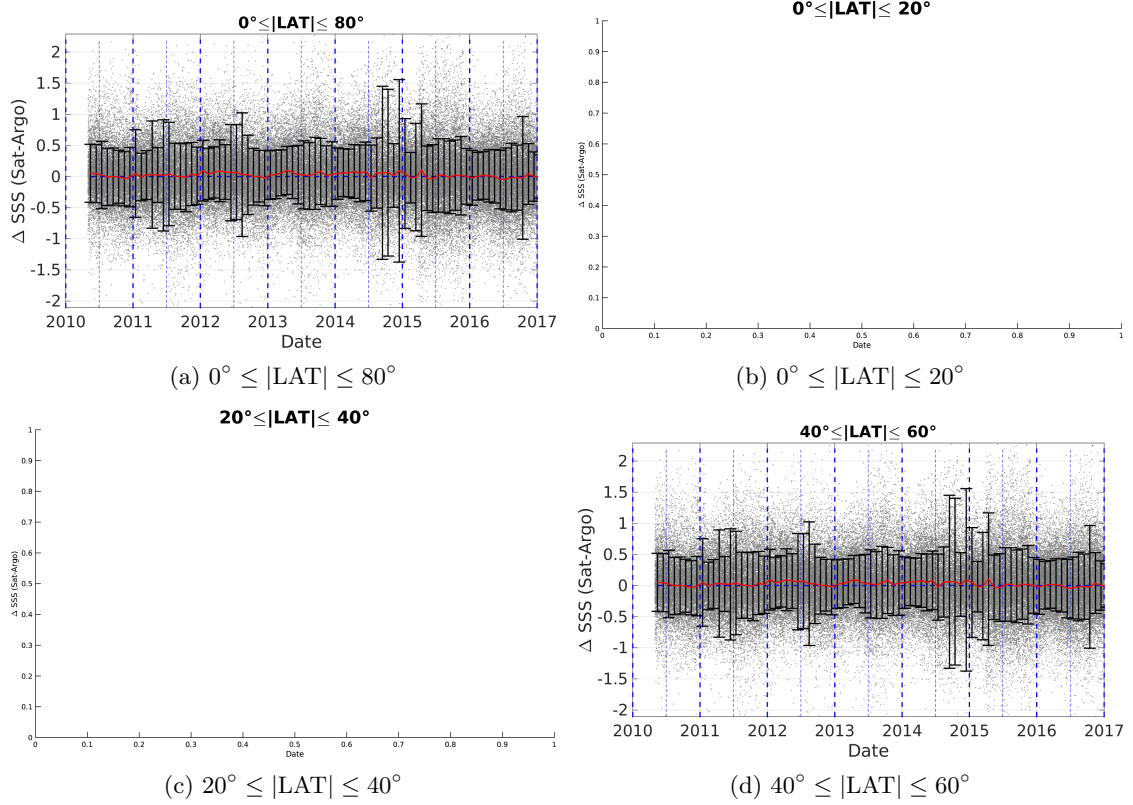 0°≤|LAT|≤ 80°
Δ SSS (Sat-Argo)
2
1.5
1
0.5
0
-0.5
-1
-1.5
-2
2010 2011 2012 2013 2014 2015 2016 2017
Date
(a) 0° ≤ |LAT| ≤ 80°
0°≤|LAT|≤ 20°
Δ SSS (Sat-Argo)
1
0.9
0.8
0.7
0.6
0.5
0.4
0.3
0.2
0.1
0
0 0.1 0.2 0.3 0.4 0.5 0.6 0.7 0.8 0.9 1
Date
(b) 0° ≤ |LAT| ≤ 20°
20°≤|LAT|≤ 40°
Δ SSS (Sat-Argo)
1
0.9
0.8
0.7
0.6
0.5
0.4
0.3
0.2
0.1
0
0 0.1 0.2 0.3 0.4 0.5 0.6 0.7 0.8 0.9 1
Date
(c) 20° ≤ |LAT| ≤ 40°
40°≤|LAT|≤ 60°
Δ SSS (Sat-Argo)
2
1.5
1
0.5
0
-0.5
-1
-1.5
-2
2010 2011 2012 2013 2014 2015 2016 2017
Date
(d) 40° ≤ |LAT| ≤ 60°